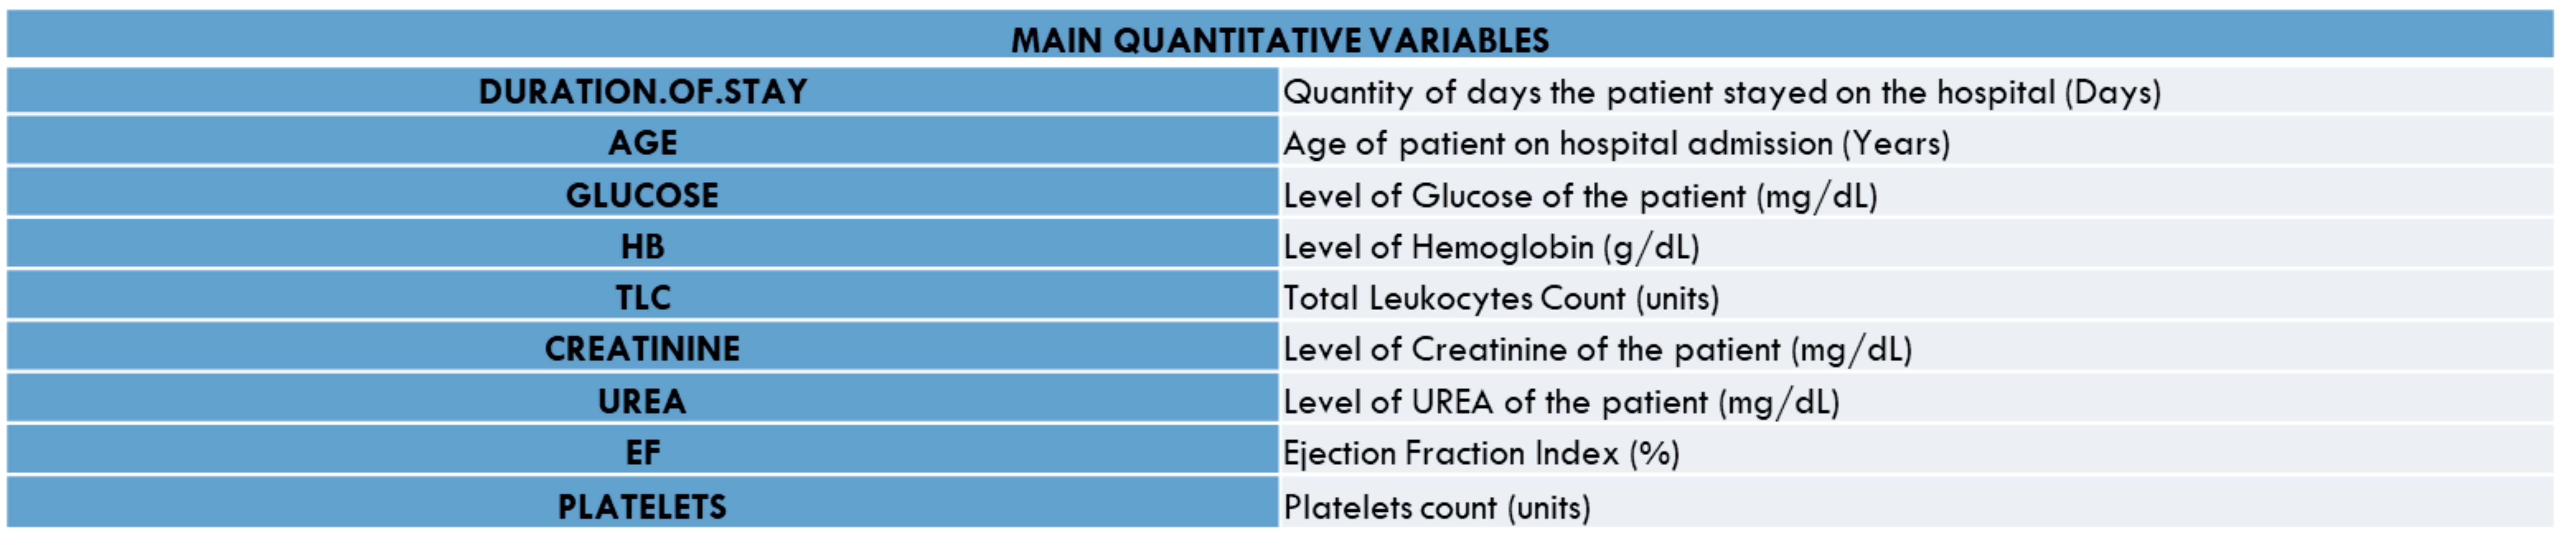 MAIN QUANTITATIVE VARIABLES
DURATION.OF.STAY Quantity of days the patient stayed on the hospital (Days)
AGE Age of patient on hospital admission (Years)
GLUCOSE Level of Glucose of the patient (mg/dL)
HB Level of Hemoglobin (g/dL)
TLC Total Leukocytes Count (units)
CREATININE Level of Creatinine of the patient (mg/dL)
UREA Level of UREA of the patient (mg/dL)
EF Ejection Fraction Index (%)
PLATELETS Platelets count (units)